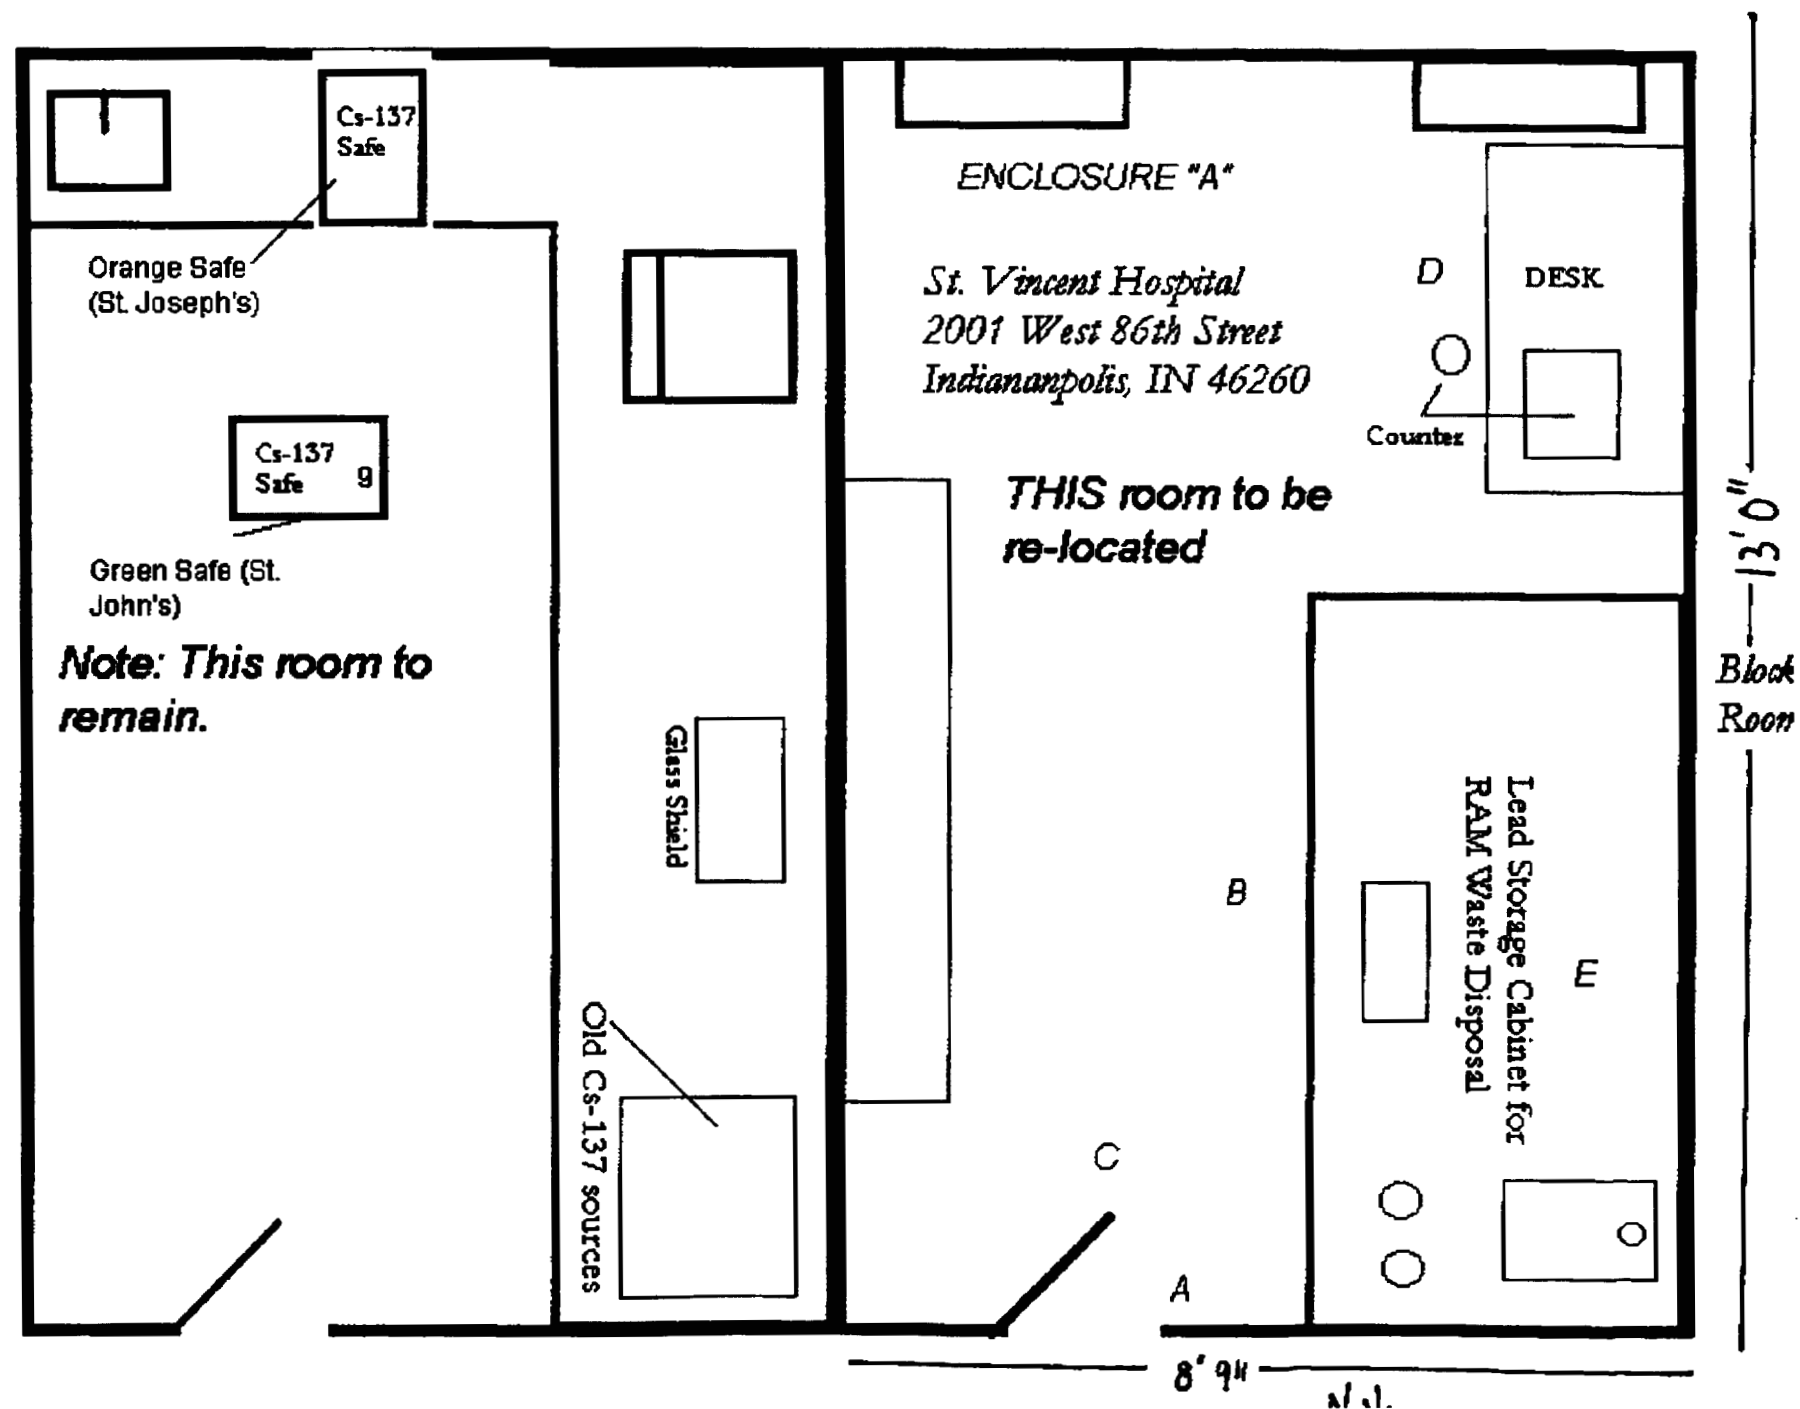 Cs-137
Safe
Orange Safe
(St. Joseph's)
Cs-137
Safe g
Green Safe (St.
John's)
Note: This room to
remain.
Glass Shield
Old Cs-137 sources
ENCLOSURE "A"
St. Vincent Hospital
2001 West 86th Street
Indiananpolis, IN 46260
D
DESK
Counter
THIS room to be
re-located
13'0"
Block
Room
B
Lead Storage Cabinet for
RAM Waste Disposal
E
C
A
8' 9"